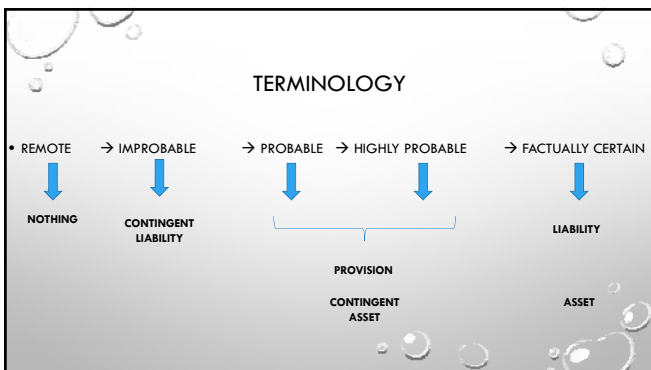 TERMINOLOGY
• REMOTE → IMPROBABLE → PROBABLE → HIGHLY PROBABLE → FACTUALLY CERTAIN
NOTHING
CONTINGENT
LIABILITY
LIABILITY
PROVISION
CONTINGENT
ASSET
ASSET